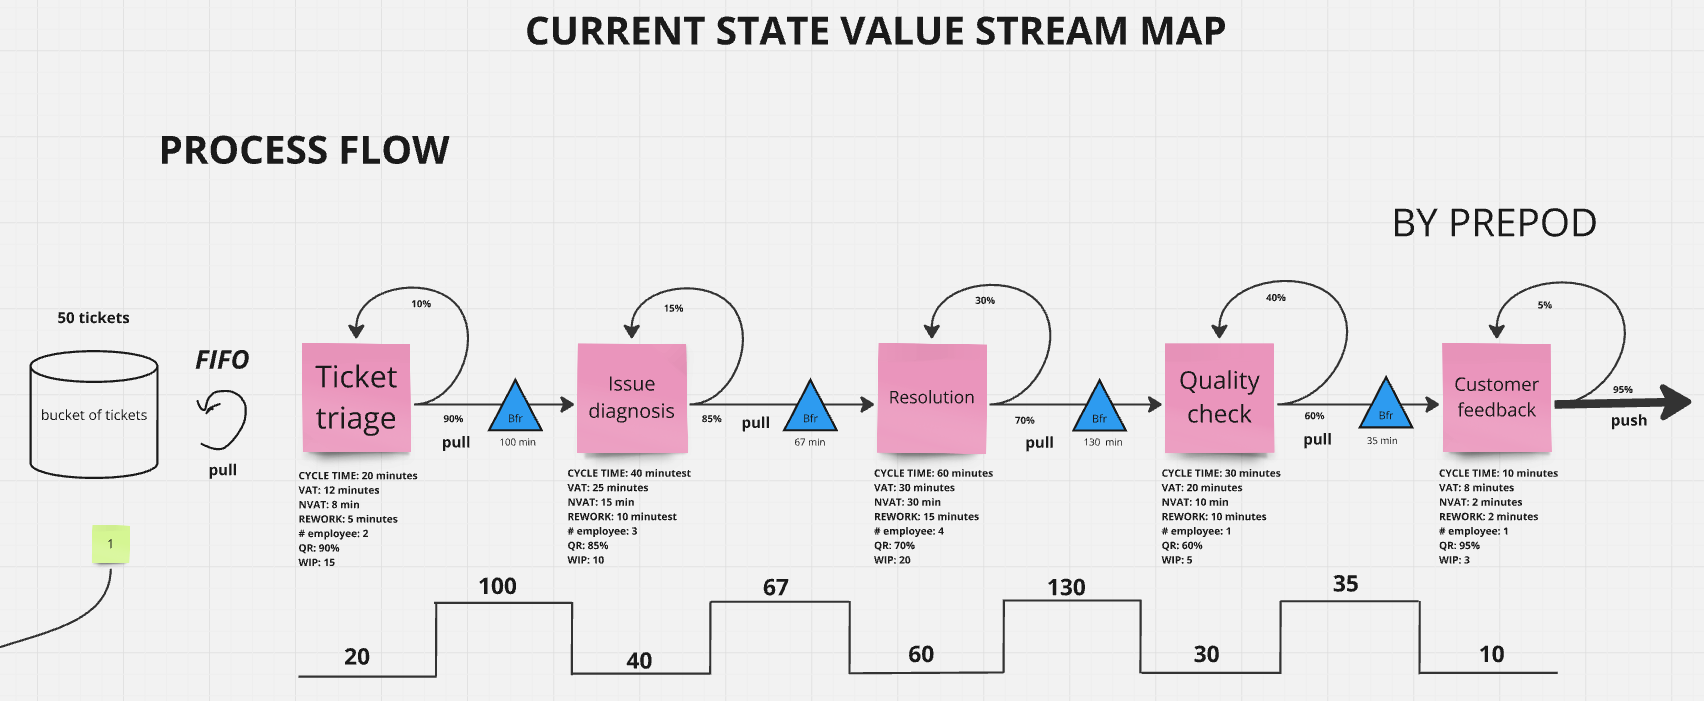 CURRENT STATE VALUE STREAM MAP
PROCESS FLOW
BY PREPOD
50 tickets
bucket of tickets
FIFO
pull
1
10%
Ticket
triage
90%
pull
Bfr
100 min
CYCLE TIME: 20 minutes
VAT: 12 minutes
NVAT: 8 min
REWORK: 5 minutes
# employee: 2
QR: 90%
WIP: 15
15%
Issue
diagnosis
85%
pull
Bfr
67 min
CYCLE TIME: 40 minutest
VAT: 25 minutes
NVAT: 15 min
REWORK: 10 minutest
# employee: 3
QR: 85%
WIP: 10
30%
Resolution
70%
pull
Bfr
130 min
CYCLE TIME: 60 minutes
VAT: 30 minutes
NVAT: 30 min
REWORK: 15 minutes
# employee: 4
QR: 70%
WIP: 20
40%
Quality
check
60%
pull
Bfr
35 min
CYCLE TIME: 30 minutes
VAT: 20 minutes
NVAT: 10 min
REWORK: 10 minutes
# employee: 1
QR: 60%
WIP: 5
5%
Customer
feedback
95%
push
CYCLE TIME: 10 minutes
VAT: 8 minutes
NVAT: 2 minutes
REWORK: 2 minutes
# employee: 1
QR: 95%
WIP: 3
20
100
40
67
60
130
30
35
10